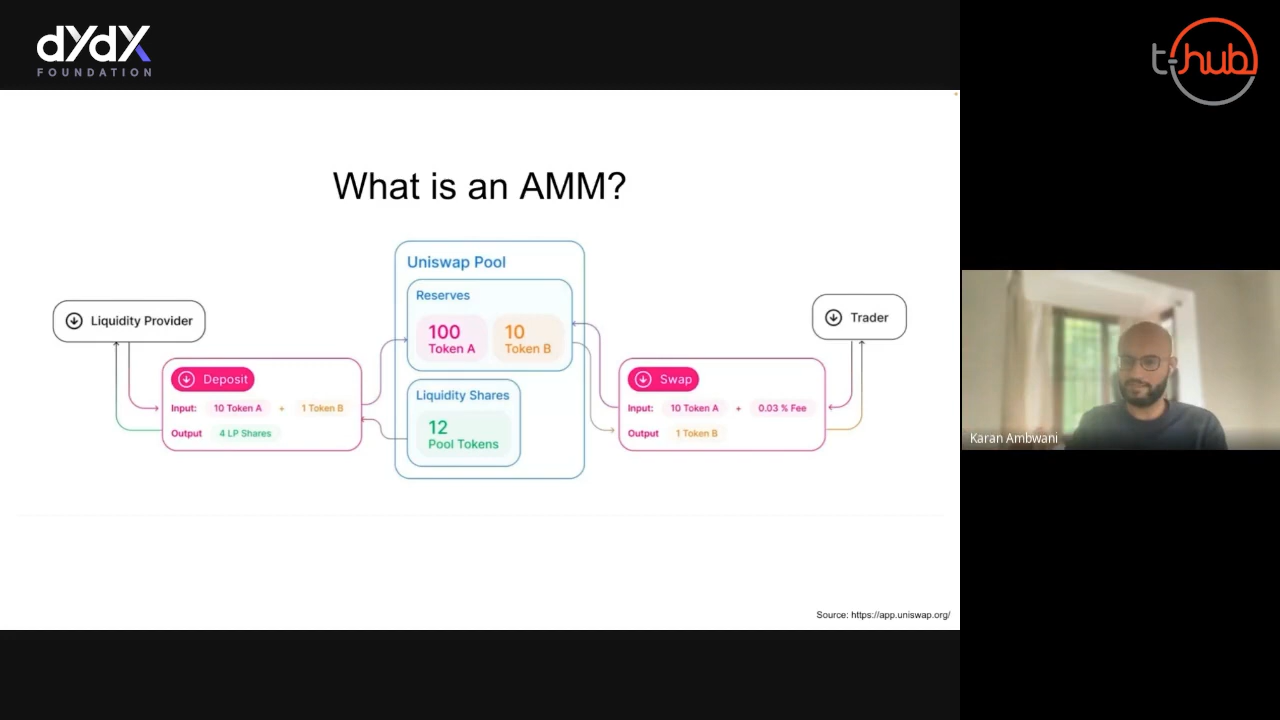 dYdX
FOUNDATION
t-hub
What is an AMM?
Uniswap Pool
Reserves
100
Token A
10
Token B
Liquidity Shares
12
Pool Tokens
Liquidity Provider
Deposit
Input: 10 Token A + 1 Token B
Output 4 LP Shares
Trader
Swap
Input: 10 Token A + 0.03 % Fee
Output 1 Token B
Source: https://app.uniswap.org/
Karan Ambwani